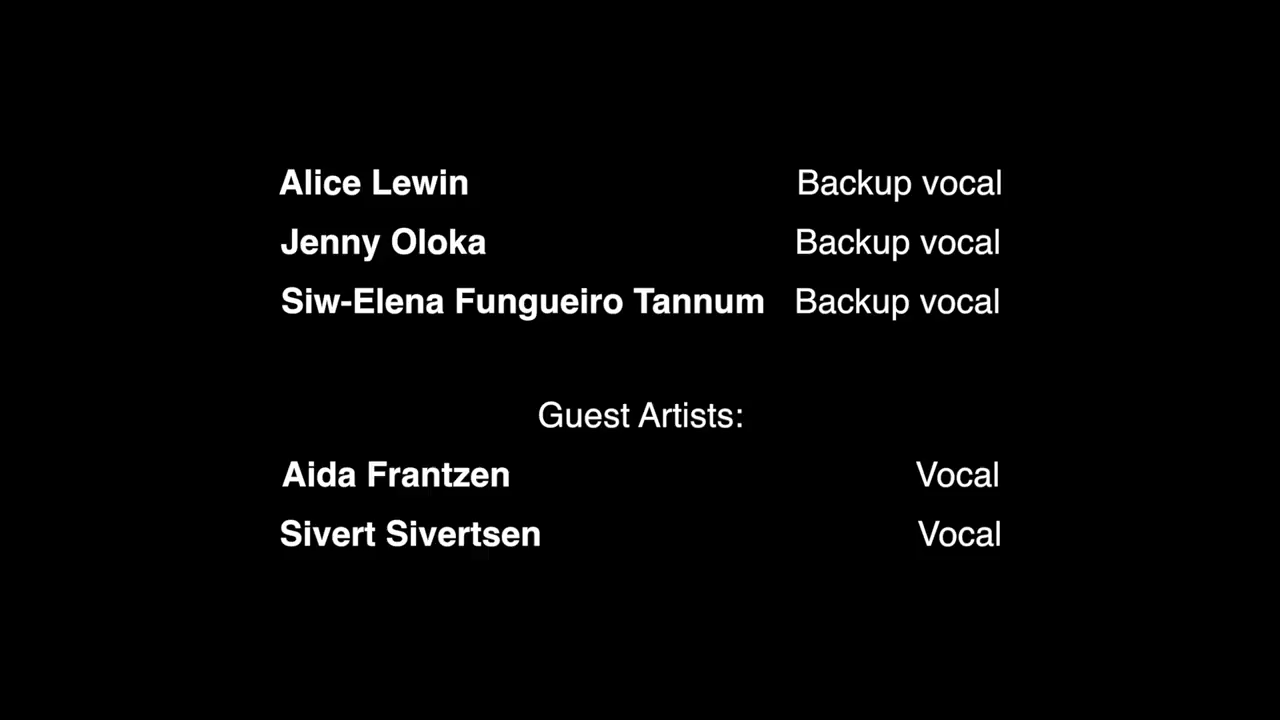 Alice Lewin Backup vocal
Jenny Oloka Backup vocal
Siw-Elena Fungueiro Tannum Backup vocal
Guest Artists:
Aida Frantzen Vocal
Sivert Sivertsen Vocal